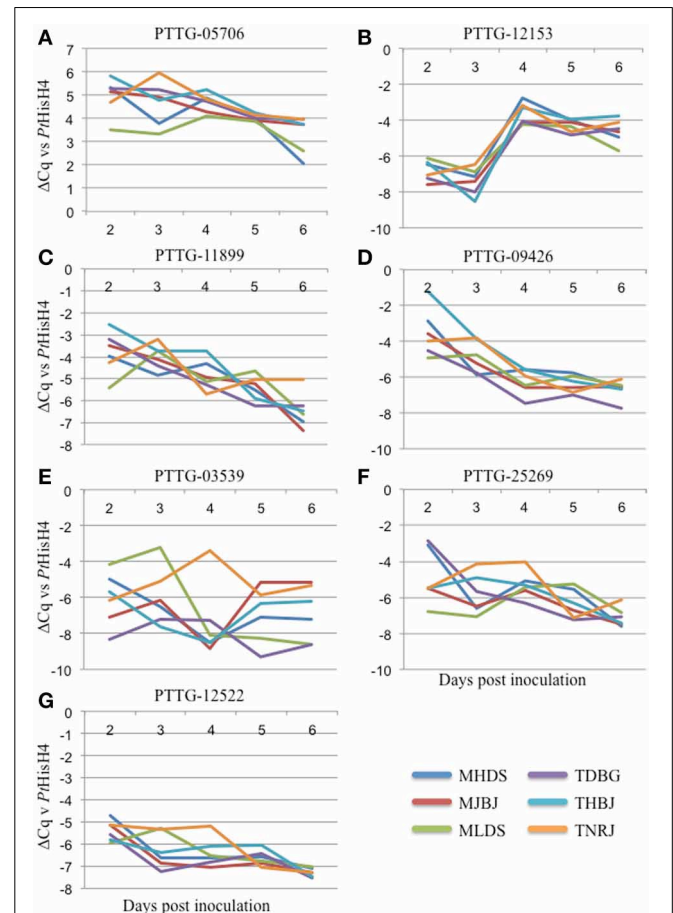 A PTTG-05706
7
6
5
4
3
2
1
0
2 3 4 5 6
ΔCq vs PtHisH4
B PTTG-12153
0
-2
-4
-6
-8
-10
2 3 4 5 6
C PTTG-11899
0
-1
-2
-3
-4
-5
-6
-7
-8
2 3 4 5 6
ΔCq vs PtHisH4
D PTTG-09426
0
-2
-4
-6
-8
-10
2 3 4 5 6
E PTTG-03539
0
-2
-4
-6
-8
-10
2 3 4 5 6
ΔCq vs PtHisH4
F PTTG-25269
0
-2
-4
-6
-8
-10
2 3 4 5 6
Days post inoculation
G PTTG-12522
0
-1
-2
-3
-4
-5
-6
-7
-8
2 3 4 5 6
ΔCq v PtHisH4
Days post inoculation
MHDS TDBG
MJBJ THBJ
MLDS TNRJ